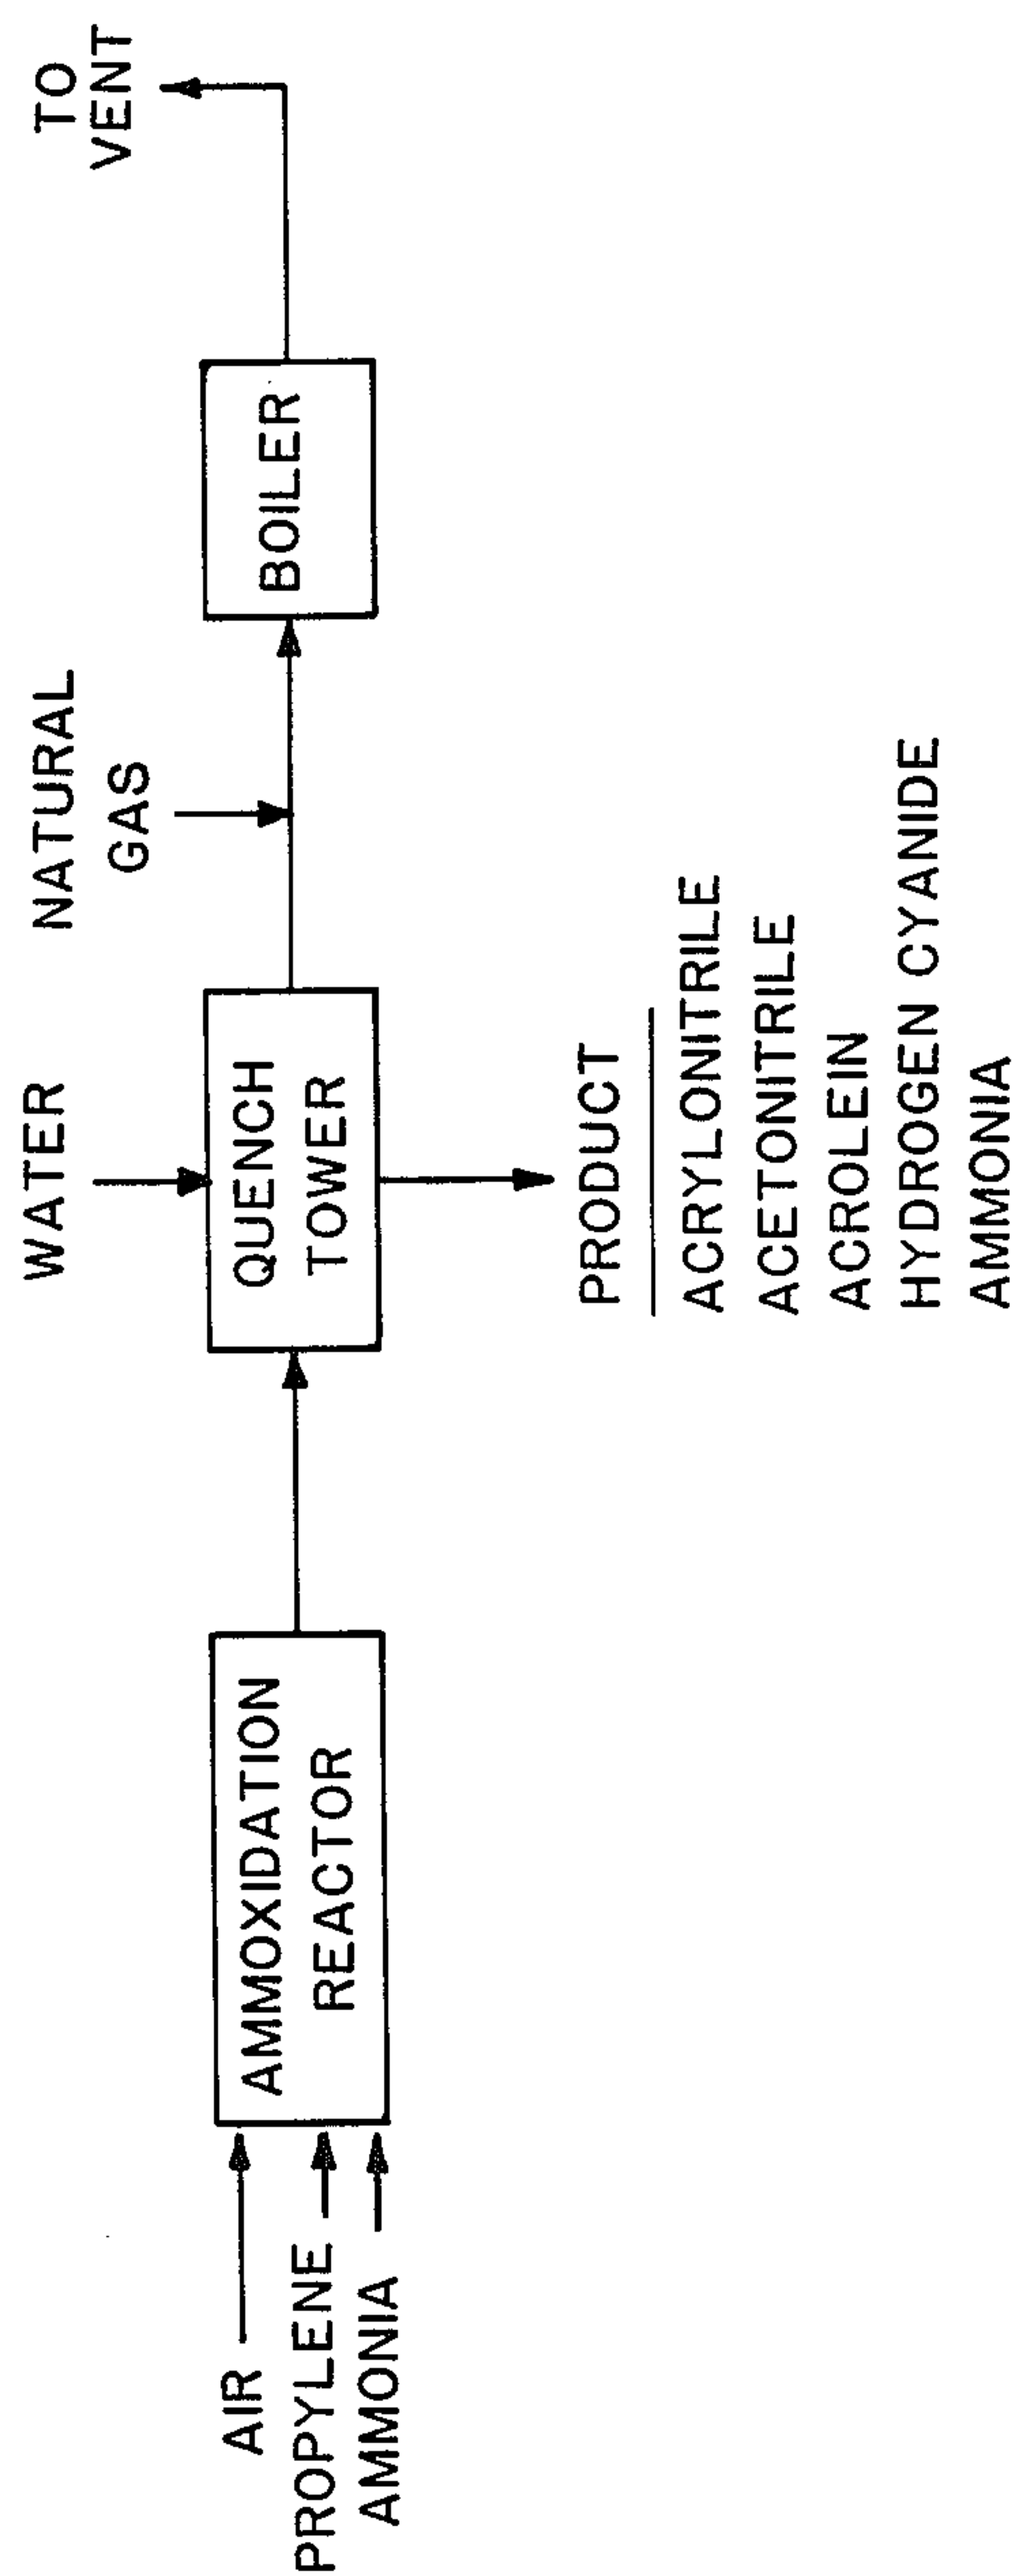 AIR
PROPYLENE
AMMONIA
AMMOXIDATION
REACTOR
WATER
QUENCH
TOWER
PRODUCT
ACRYLONITRILE
ACETONITRILE
ACROLEIN
HYDROGEN CYANIDE
AMMONIA
NATURAL
GAS
BOILER
TO
VENT